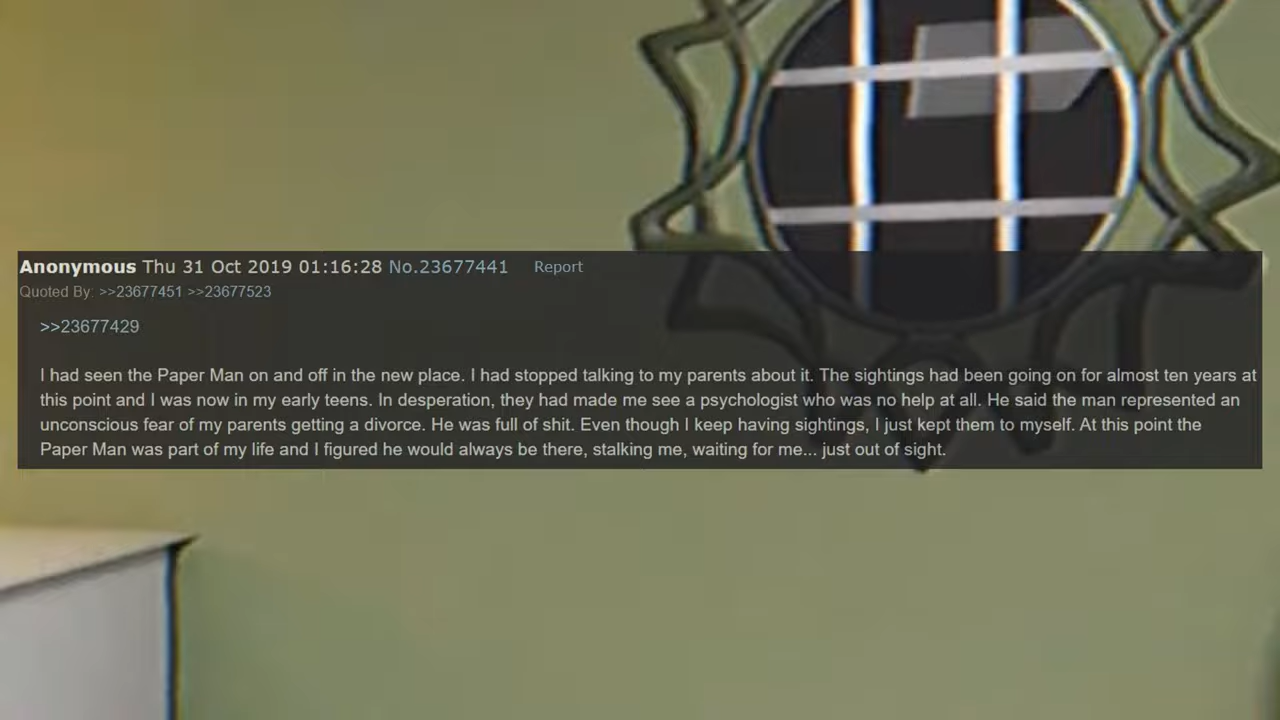 Anonymous Thu 31 Oct 2019 01:16:28 No.23677441 Report
Quoted By: >>23677451 >>23677523
>>23677429
I had seen the Paper Man on and off in the new place. I had stopped talking to my parents about it. The sightings had been going on for almost ten years at
this point and I was now in my early teens. In desperation, they had made me see a psychologist who was no help at all. He said the man represented an
unconscious fear of my parents getting a divorce. He was full of shit. Even though I keep having sightings, I just kept them to myself. At this point the
Paper Man was part of my life and I figured he would always be there, stalking me, waiting for me... just out of sight.